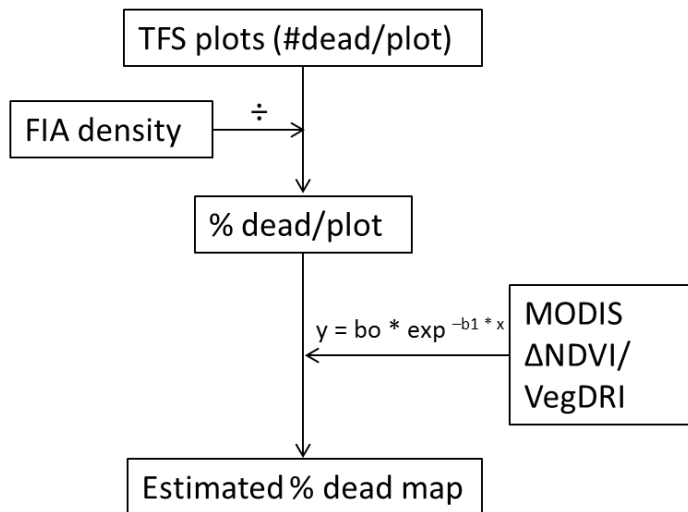 TFS plots (#dead/plot)
÷
FIA density
% dead/plot
y = bo * exp –b1 * x
MODIS
ΔNDVI/
VegDRI
Estimated % dead map